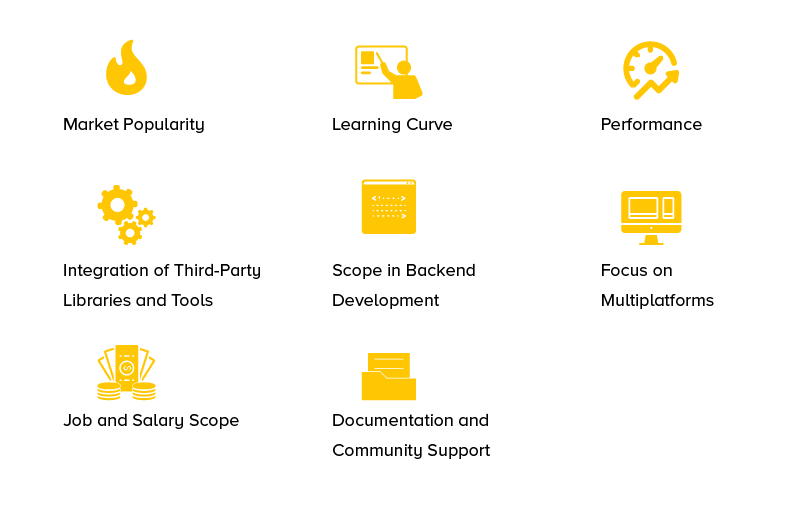 Market Popularity
Learning Curve
Performance
Integration of Third-Party
Libraries and Tools
Scope in Backend
Development
Focus on
Multiplatforms
Job and Salary Scope
Documentation and
Community Support